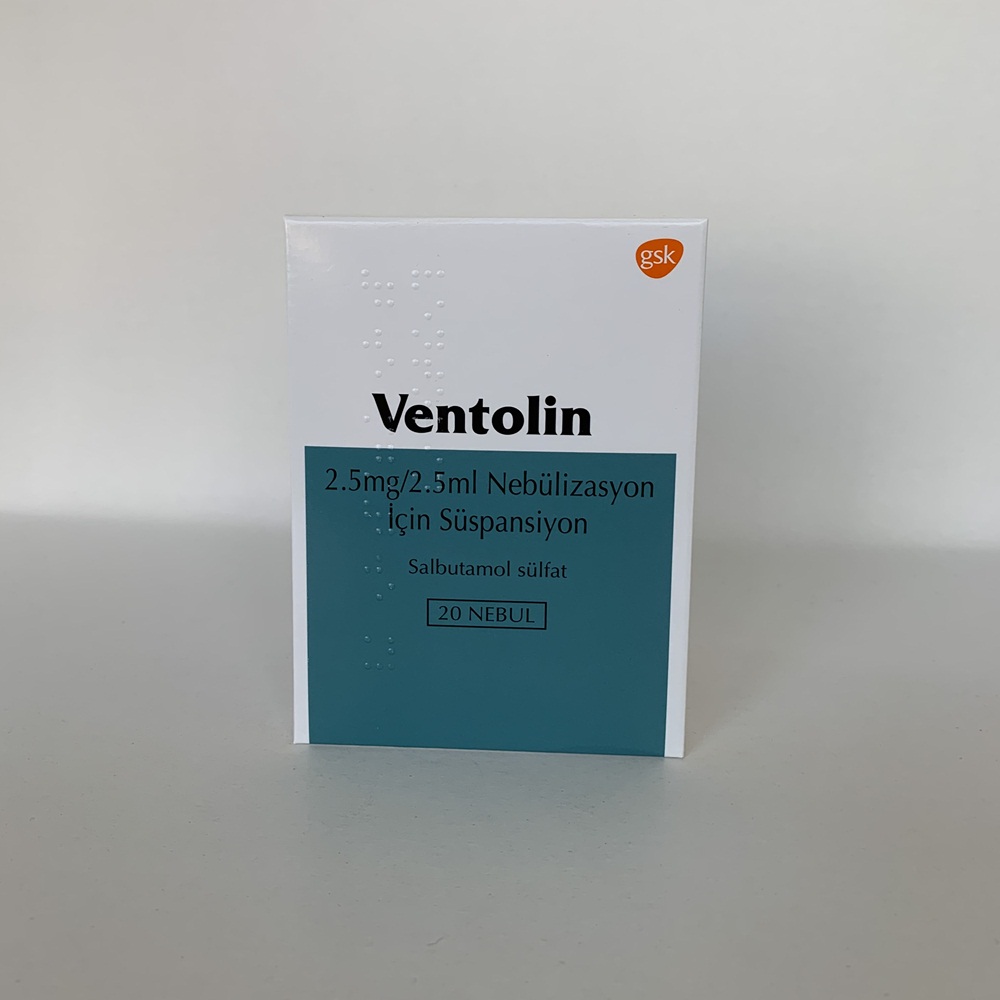 gsk
Ventolin
2.5mg/2.5ml Nebülizasyon
İçin Süspansiyon
Salbutamol sülfat
20 NEBUL